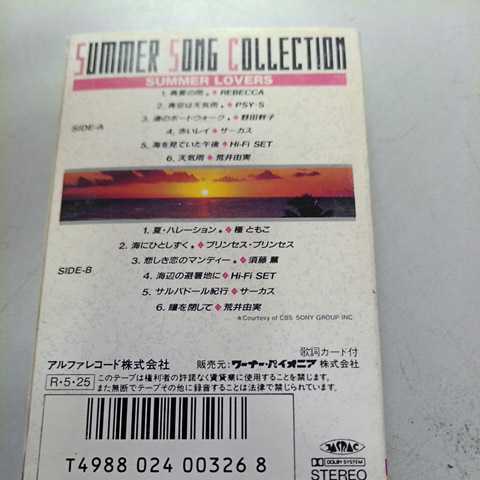 SUMMER SONG COLLECTION
SUMMER LOVERS
SIDE-A
1. 真夏の雨。◆REBECCA
2. 青空は天気雨。◆PSY・S
3. 渚のボードウォーク。◆野田幹子
4. 赤いレイ◆サーカス
5. 海を見ていた午後◆Hi-Fi SET
6. 天気雨◆荒井由実
SIDE-B
1. 夏・ハレーション。◆種ともこ
2. 海にひとしずく。◆プリンセス・プリンセス
3. 悲しき恋のマンティー。◆須藤 薫
4. 海辺の避暑地に◆Hi-Fi SET
5. サルバドール紀行◆サーカス
6. 瞳を閉じて◆荒井由実
*Courtesy of CBS SONY GROUP INC.
歌詞カード付
アルファレコード株式会社 販売元:ワーナー・パイオニア株式会社
R・5・25
このテープは権利者の許諾なく賃貸業に使用することを禁じます。
また無断でテープその他に録音することは法律で禁じられています。
T4988 024 00326 8
JASRAC
DOLBY SYSTEM
STEREO